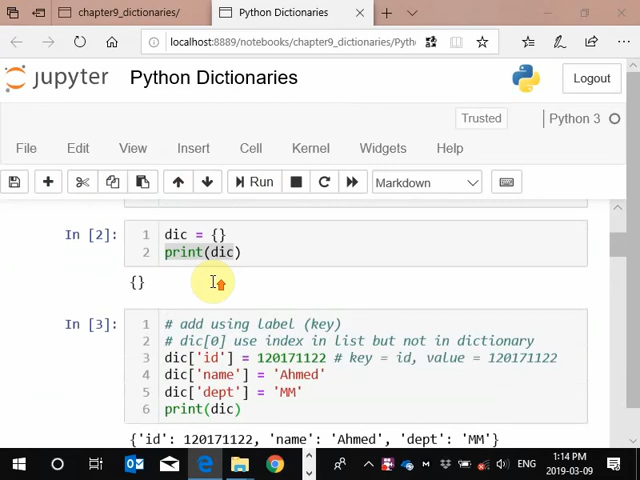 chapter9_dictionaries/
Python Dictionaries
localhost:8889/notebooks/chapter9_dictionaries/Pyth
jupyter
Python Dictionaries
Logout
Trusted
Python 3
File Edit View Insert Cell Kernel Widgets Help
Run
Markdown
In [2]:
1 dic = {}
2 print(dic)
{}
In [3]:
1 # add using label (key)
2 # dic[0] use index in list but not in dictionary
3 dic['id'] = 120171122 # key = id, value = 120171122
4 dic['name'] = 'Ahmed'
5 dic['dept'] = 'MM'
6 print(dic)
{'id': 120171122, 'name': 'Ahmed', 'dept': 'MM'}
ENG
1:14 PM
2019-03-09